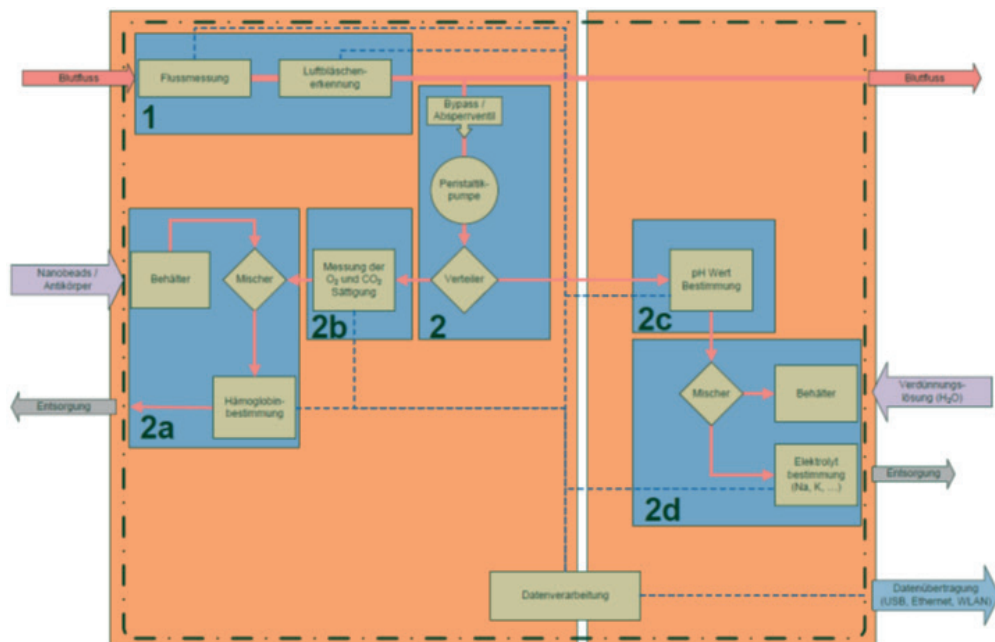 Blutfluss
Flussmessung
Luftbläschen-
erkennung
Blutfluss
1
Bypass /
Absperrventil
Peristaltik-
pumpe
Nanobeads /
Antikörper
Behälter
Mischer
Messung der
O₂ und CO₂
Sättigung
Verteiler
pH Wert
Bestimmung
2b
2
2c
Entsorgung
Hämoglobin-
bestimmung
2a
Mischer
Behälter
Verdünnungs-
lösung (H₂O)
Elektrolyt
bestimmung
(Na, K, ...)
Entsorgung
2d
Datenverarbeitung
Datenübertragung
(USB, Ethernet, WLAN)